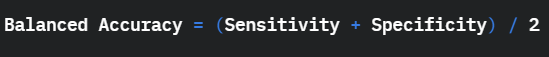 Balanced Accuracy = (Sensitivity + Specificity) / 2